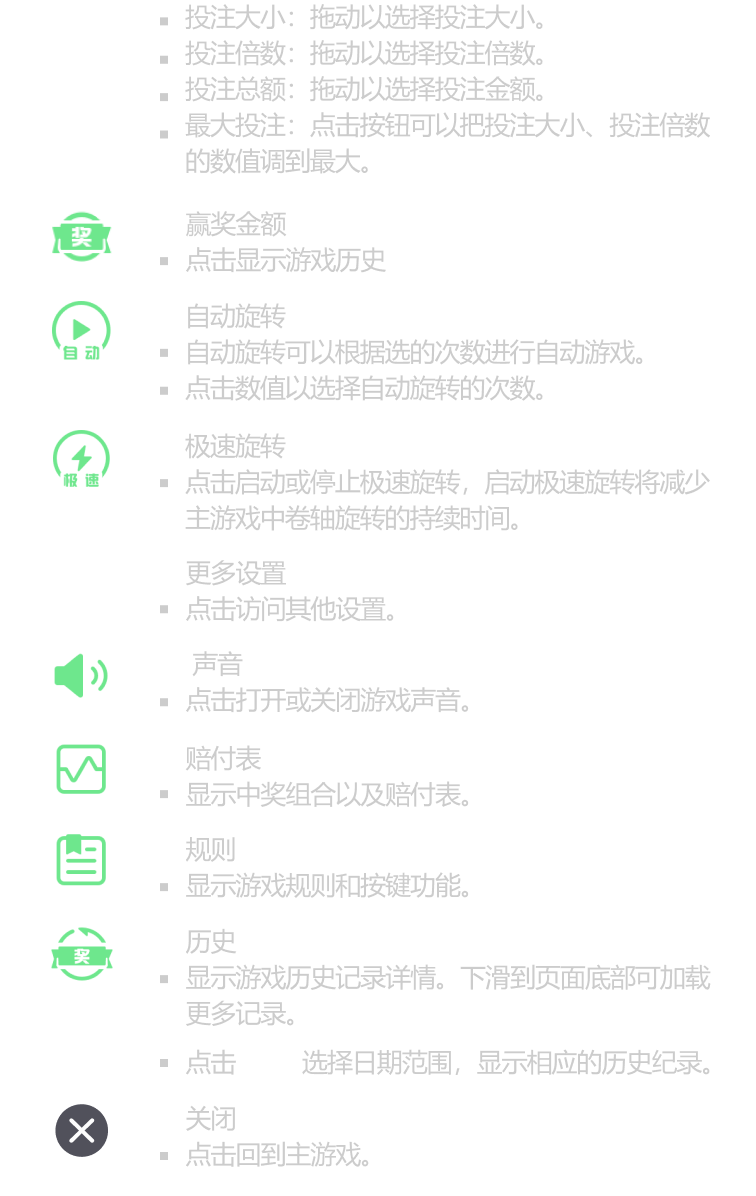 投注大小：拖动以选择投注大小。
投注倍数：拖动以选择投注倍数。
投注总额：拖动以选择投注金额。
最大投注：点击按钮可以把投注大小、投注倍数
的数值调到最大。
奖
赢奖金额
点击显示游戏历史
自动旋转
自动
自动旋转可以根据选的次数进行自动游戏。
点击数值以选择自动旋转的次数。
极速旋转
极速
点击启动或停止极速旋转，启动极速旋转将减少
主游戏中卷轴旋转的持续时间。
更多设置
点击访问其他设置。
声音
点击打开或关闭游戏声音。
赔付表
显示中奖组合以及赔付表。
规则
显示游戏规则和按键功能。
历史
奖
显示游戏历史记录详情。下滑到页面底部可加载
更多记录。
点击 选择日期范围，显示相应的历史纪录。
关闭
点击回到主游戏。